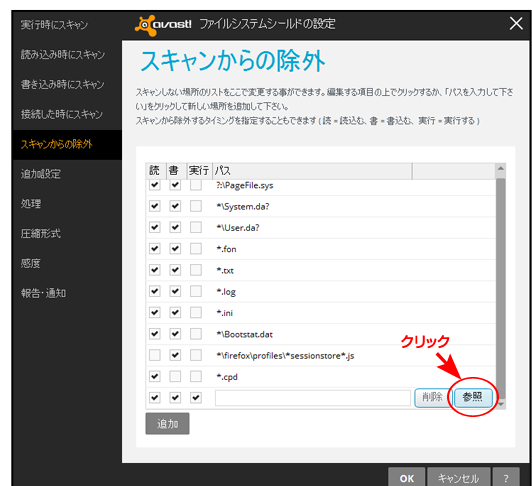 実行時にスキャン
読み込み時にスキャン
書き込み時にスキャン
接続した時にスキャン
スキャンからの除外
追加設定
処理
圧縮形式
感度
報告・通知
avast! ファイルシステムシールドの設定
スキャンからの除外
スキャンしない場所のリストをここで変更する事ができます。編集する項目の上でクリックするか、「パスを入力して下さ
い」をクリックして新しい場所を追加して下さい。
スキャンから除外するタイミングを指定することもできます ( 読 = 読込む、書 = 書込む、実行 = 実行する )
読 書 実行 パス
?:\PageFile.sys
*\System.da?
*\User.da?
*.fon
*.txt
*.log
*.ini
*\Bootstat.dat
*\firefox\profiles\*sessionstore*.js
*.cpd
クリック
削除 参照
追加
OK キャンセル ?